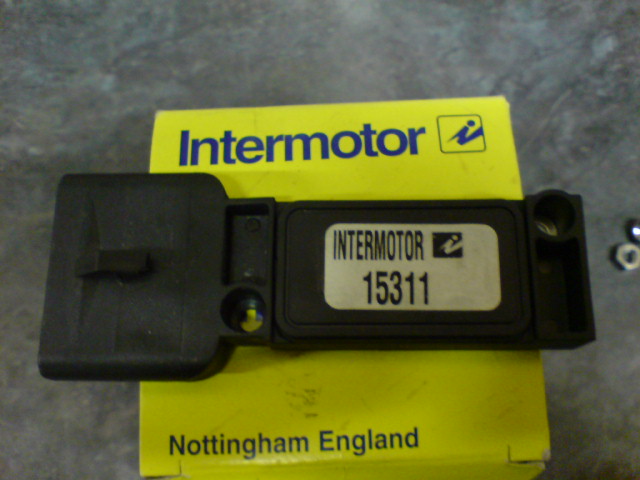 Intermotor
INTERMOTOR
15311
Nottingham England